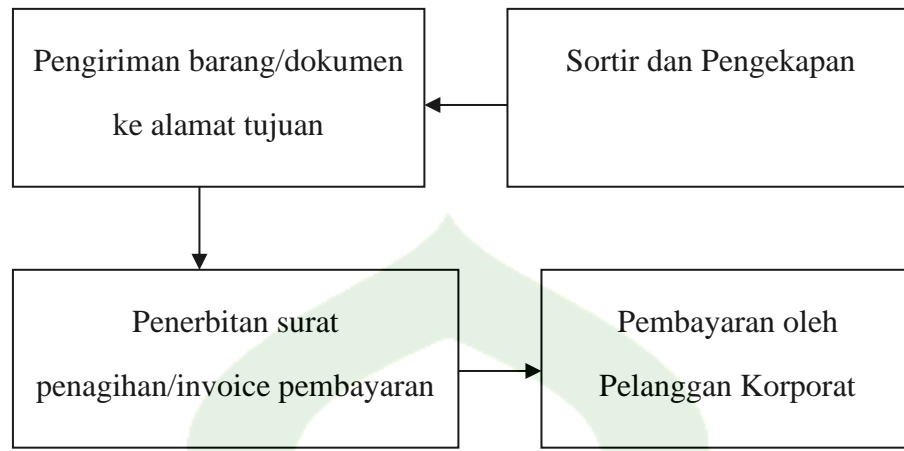 Pengiriman barang/dokumen
ke alamat tujuan
Sortir dan Pengekapan
Penerbitan surat
penagihan/invoice pembayaran
Pembayaran oleh
Pelanggan Korporat